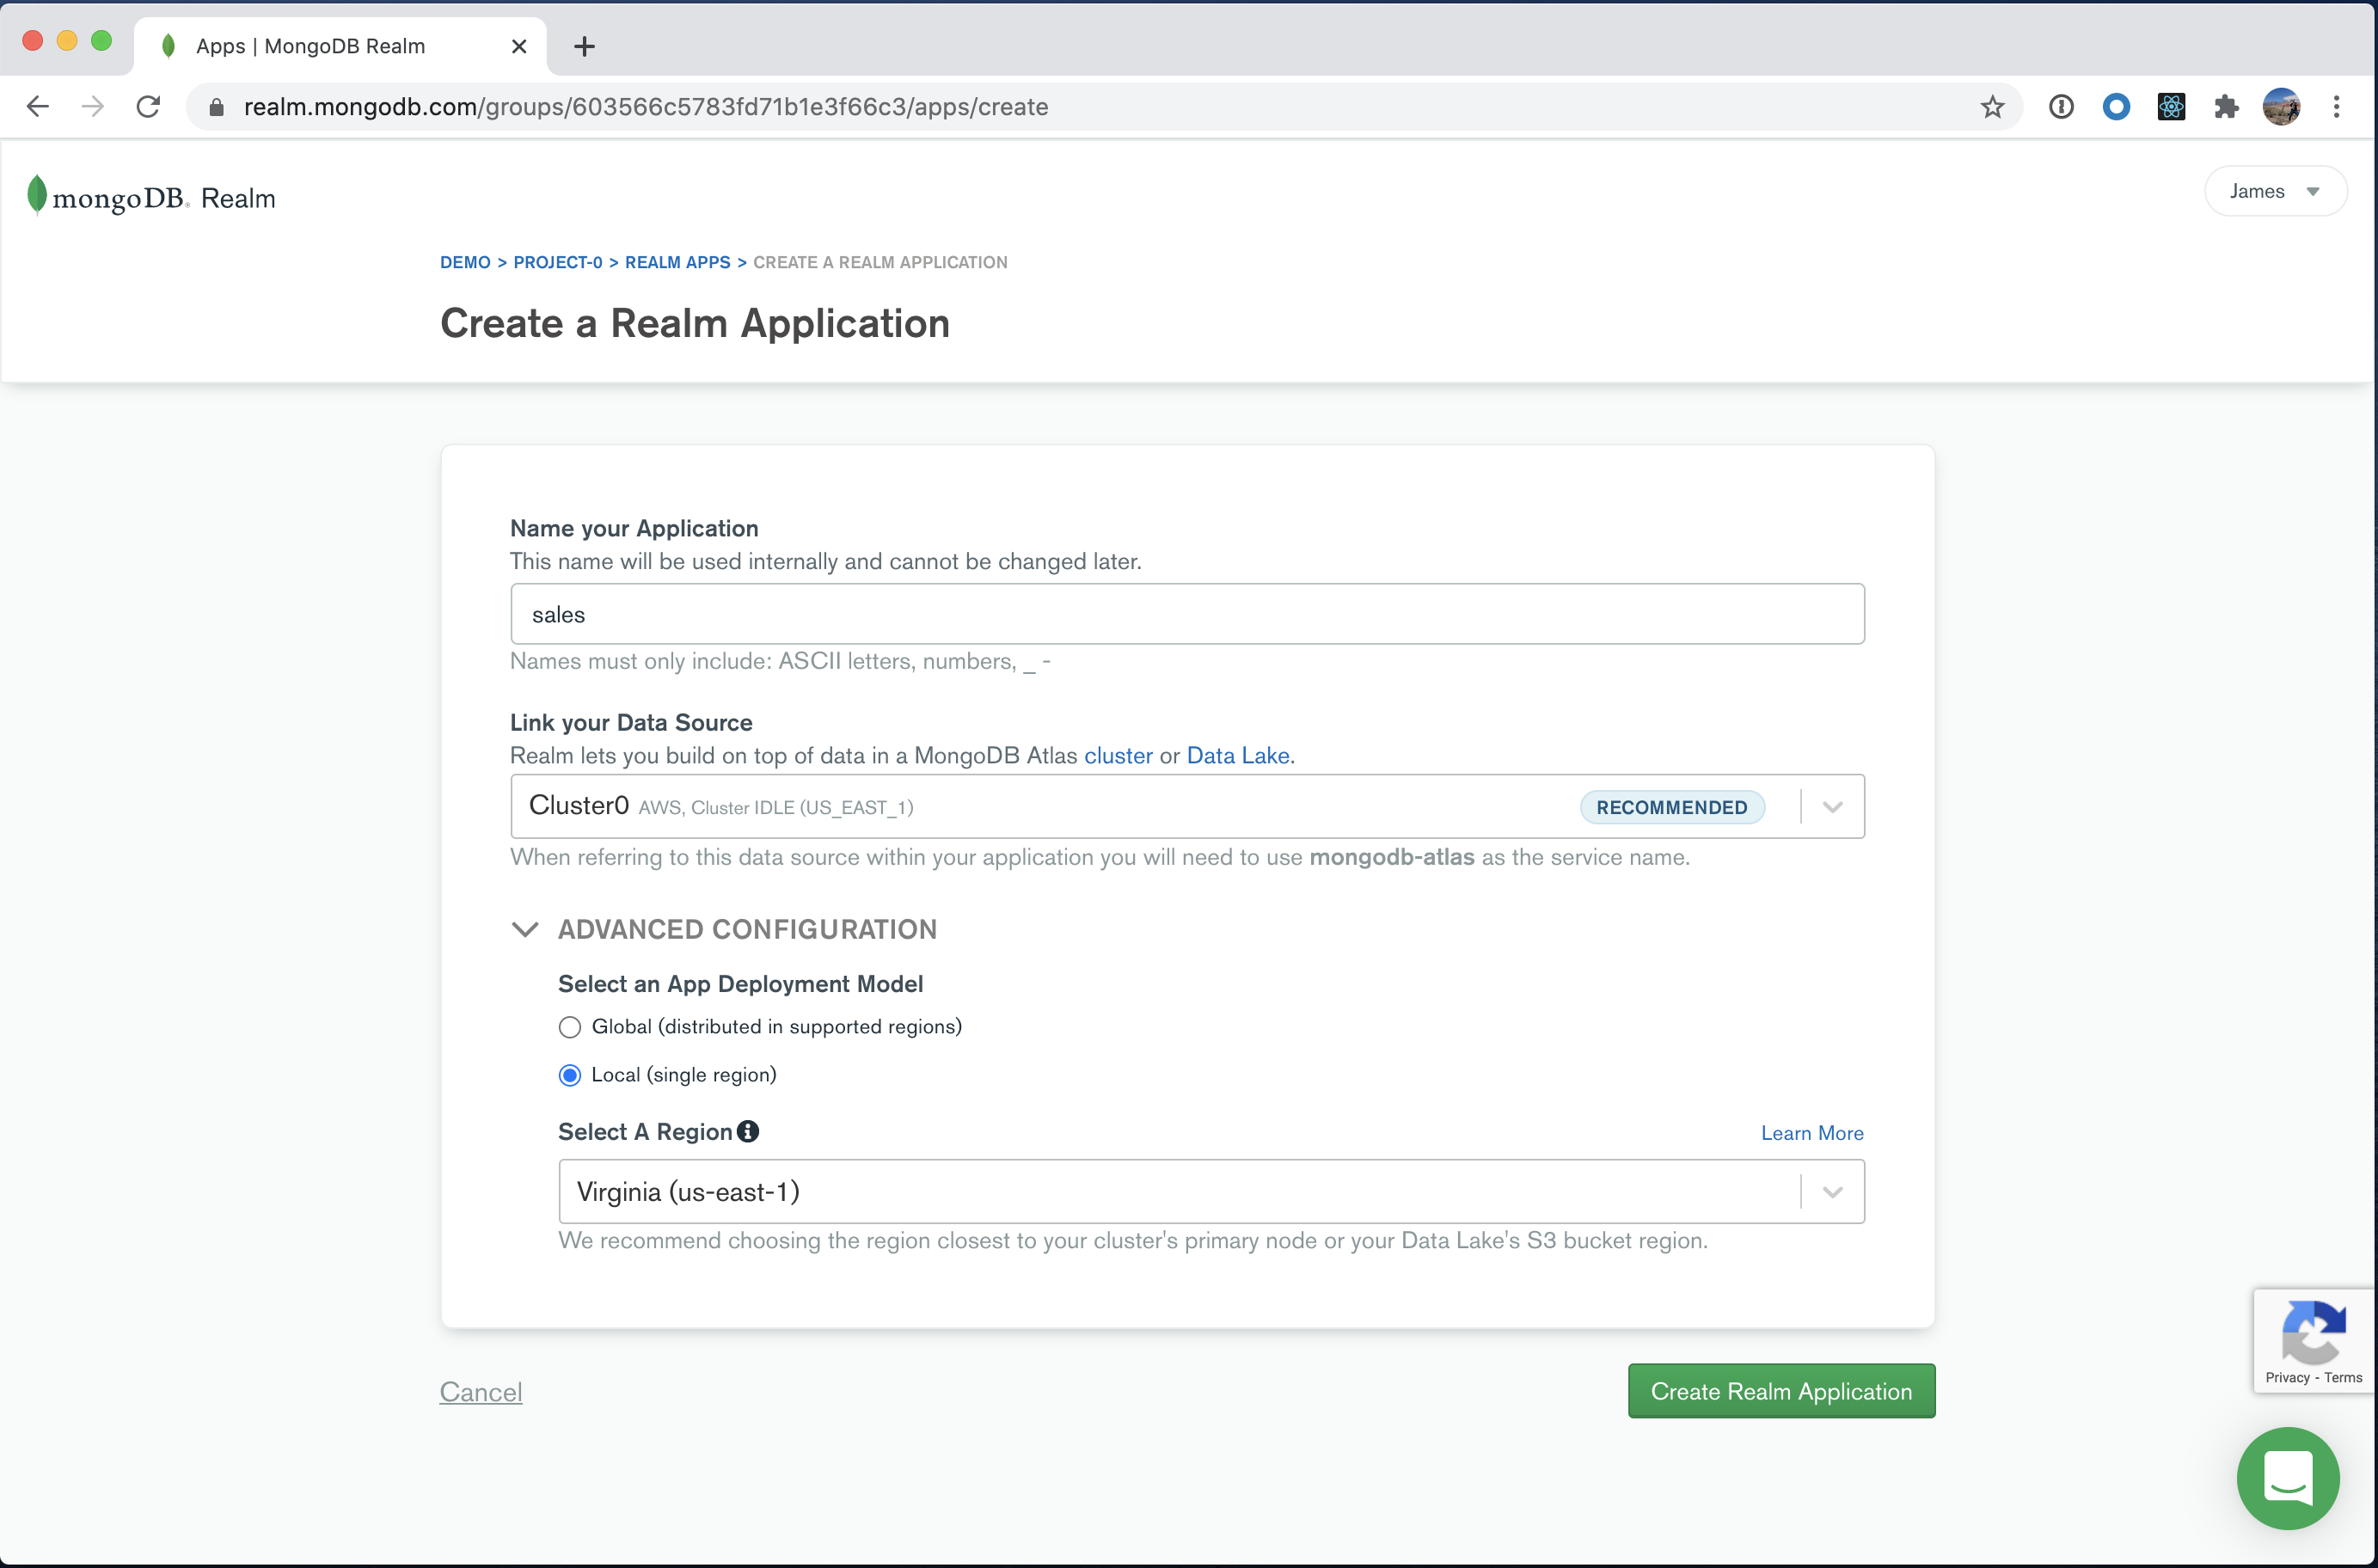 Apps | MongoDB Realm
realm.mongodb.com/groups/603566c5783fd71b1e3f66c3/apps/create
mongoDB® Realm
James
DEMO > PROJECT-0 > REALM APPS > CREATE A REALM APPLICATION
Create a Realm Application
Name your Application
This name will be used internally and cannot be changed later.
sales
Names must only include: ASCII letters, numbers, _ -
Link your Data Source
Realm lets you build on top of data in a MongoDB Atlas cluster or Data Lake.
Cluster0 AWS, Cluster IDLE (US_EAST_1) RECOMMENDED
When referring to this data source within your application you will need to use mongodb-atlas as the service name.
ADVANCED CONFIGURATION
Select an App Deployment Model
Global (distributed in supported regions)
Local (single region)
Select A Region Learn More
Virginia (us-east-1)
We recommend choosing the region closest to your cluster's primary node or your Data Lake's S3 bucket region.
Cancel
Create Realm Application
Privacy - Terms